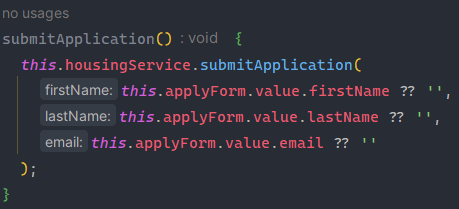 no usages
submitApplication() : void {
this.housingService.submitApplication(
firstName: this.applyForm.value.firstName ?? '',
lastName: this.applyForm.value.lastName ?? '',
email: this.applyForm.value.email ?? ''
);
}